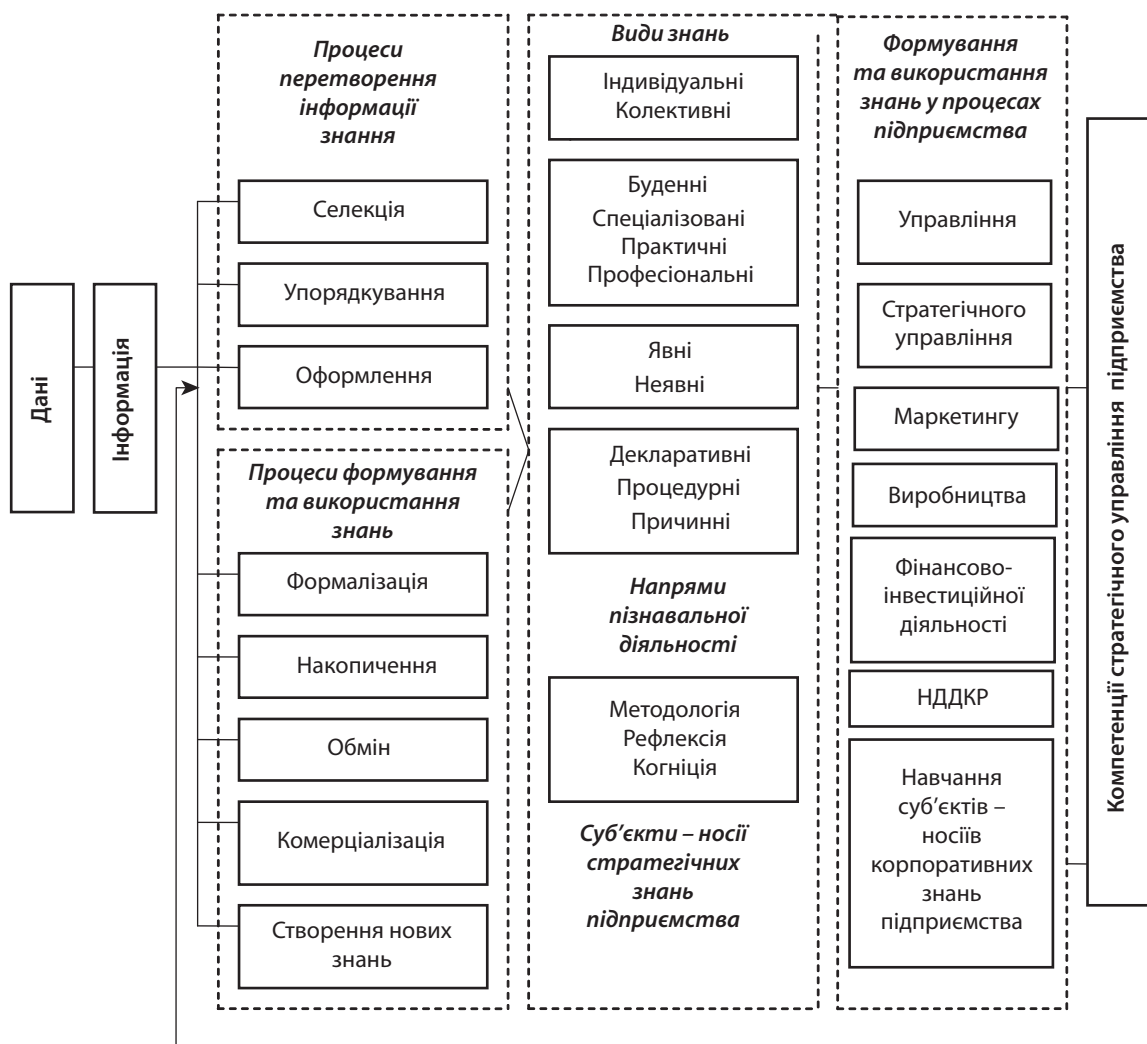 Дані
Інформація
Процеси
перетворення
інформації
знання
Селекція
Упорядкування
Оформлення
Процеси формування
та використання
знань
Формалізація
Накопичення
Обмін
Комерціалізація
Створення нових
знань
Види знань
Індивідуальні
Колективні
Буденні
Спеціалізовані
Практичні
Професіональні
Явні
Неявні
Декларативні
Процедурні
Причинні
Напрями
пізнавальної
діяльності
Методологія
Рефлексія
Когніція
Суб’єкти – носії
стратегічних
знань
підприємства
Формування
та використання
знань у процесах
підприємства
Управління
Стратегічного
управління
Маркетингу
Виробництва
Фінансово-
інвестиційної
діяльності
НДДКР
Навчання
суб’єктів –
носіїв
корпоративних
знань
підприємства
Компетенції стратегічного управління підприємства